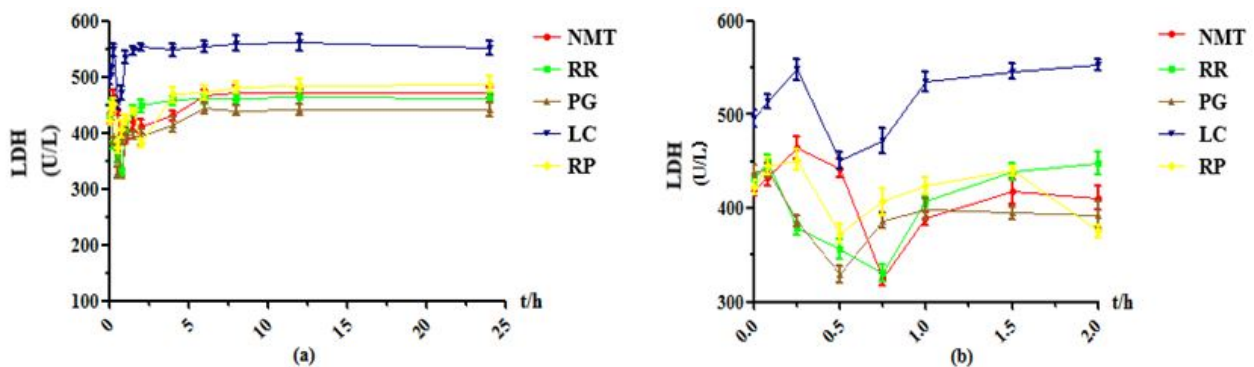 600
500
400
300
200
100
LDH
(U/L)
0
5
10
15
20
25
t/h
(a)
NMT
RR
PG
LC
RP
600
500
400
300
LDH
(U/L)
0.0
0.5
1.0
1.5
2.0
t/h
(b)
NMT
RR
PG
LC
RP